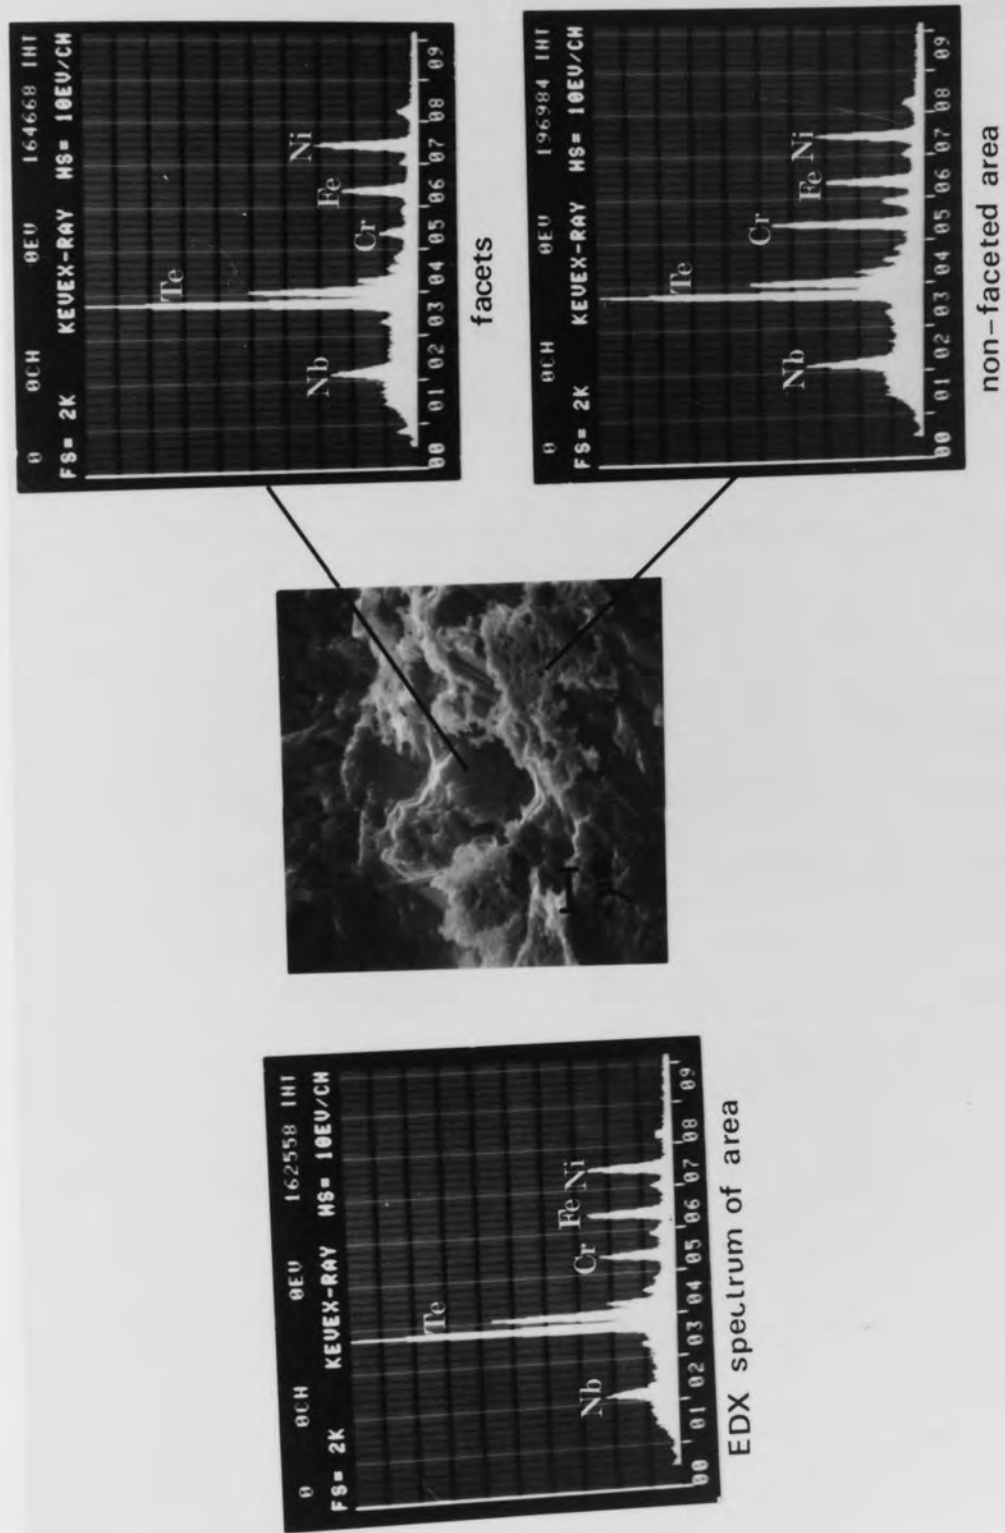 0 0CH 0EV 164668 INT
FS= 2K KEVEX-RAY HS= 10EV/CH
Te
Nb Cr Fe Ni
00 01 02 03 04 05 06 07 08 09
facets
0 0CH 0EV 162558 INT
FS= 2K KEVEX-RAY HS= 10EV/CH
Te
Nb Cr Fe Ni
00 01 02 03 04 05 06 07 08 09
EDX spectrum of area
0 0CH 0EV 196984 INT
FS= 2K KEVEX-RAY HS= 10EV/CH
Te
Nb Cr Fe Ni
00 01 02 03 04 05 06 07 08 09
non-faceted area